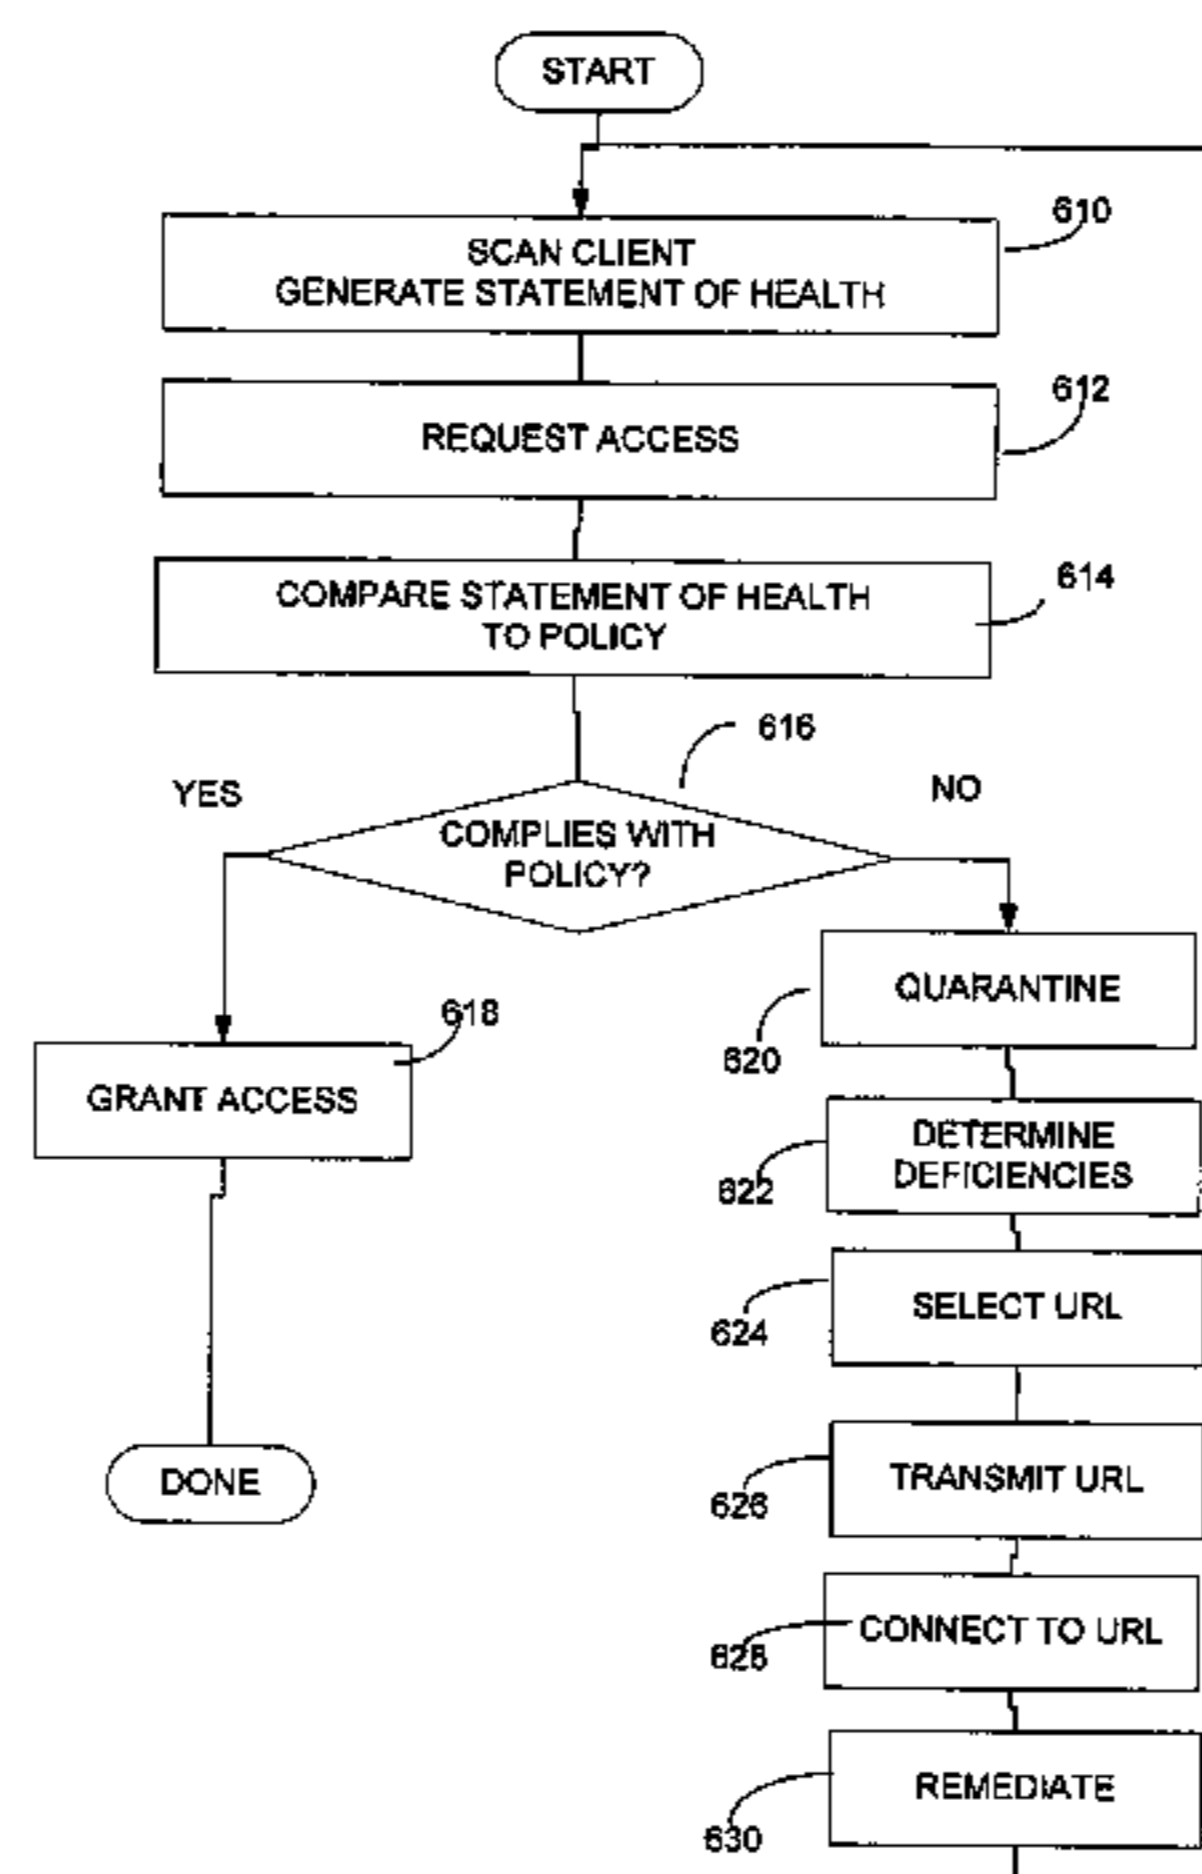 START
610
SCAN CLIENT
GENERATE STATEMENT OF HEALTH
612
REQUEST ACCESS
614
COMPARE STATEMENT OF HEALTH
TO POLICY
616
YES
NO
COMPLIES WITH
POLICY?
QUARANTINE
620
618
GRANT ACCESS
DETERMINE
DEFICIENCIES
622
SELECT URL
624
DONE
TRANSMIT URL
626
CONNECT TO URL
628
REMEDIATE
630